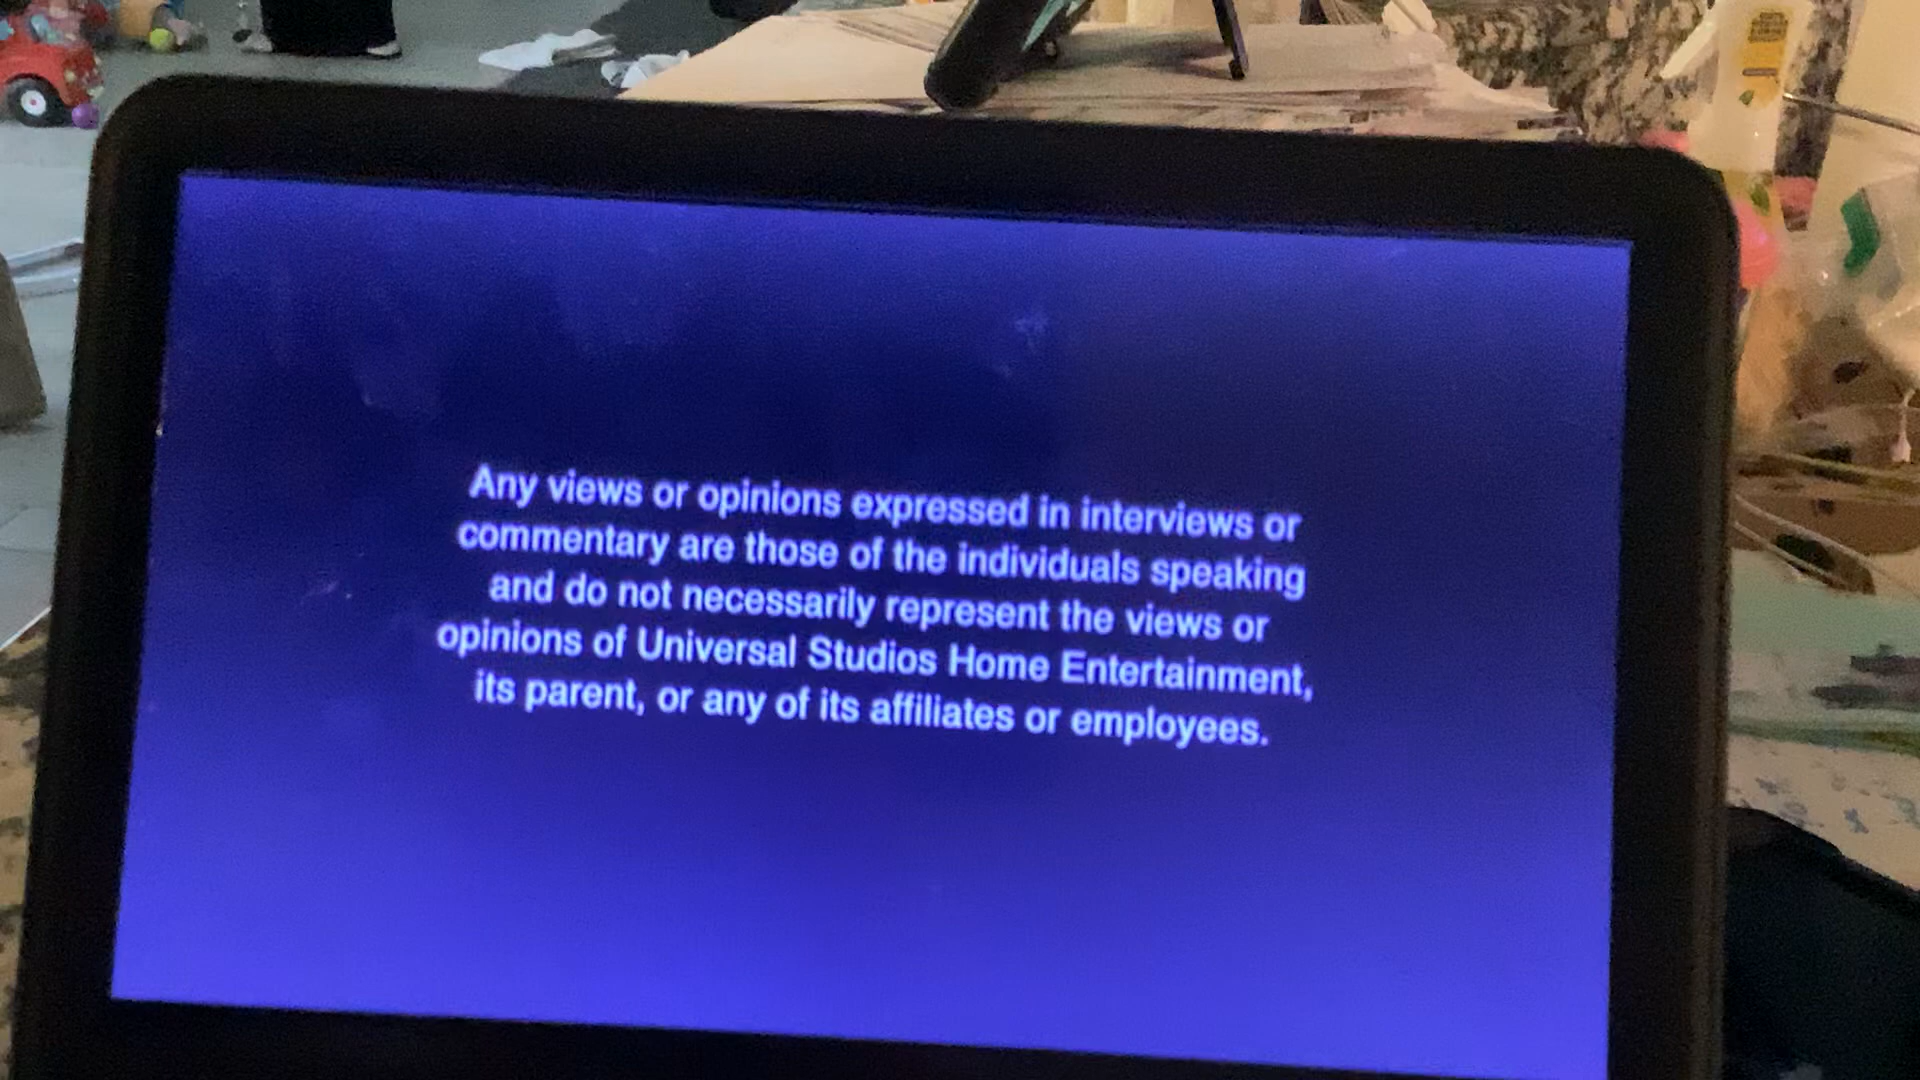 Any views or opinions expressed in interviews or
commentary are those of the individuals speaking
and do not necessarily represent the views or
opinions of Universal Studios Home Entertainment,
its parent, or any of its affiliates or employees.